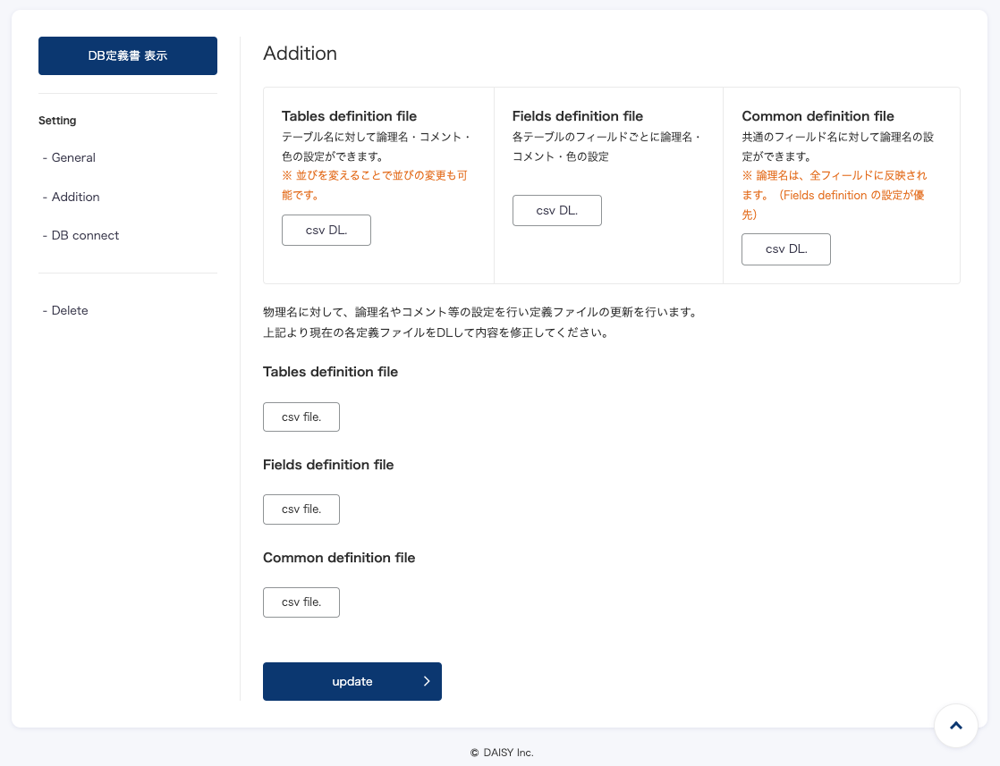 DB定義書 表示
Setting
- General
- Addition
- DB connect
- Delete
Addition
Tables definition file
テーブル名に対して論理名・コメント・
色の設定ができます。
※ 並びを変えることで並びの変更も可
能です。
csv DL.
Fields definition file
各テーブルのフィールドごとに論理名・
コメント・色の設定
csv DL.
Common definition file
共通のフィールド名に対して論理名の設
定ができます。
※ 論理名は、全フィールドに反映され
ます。（Fields definition の設定が優
先）
csv DL.
物理名に対して、論理名やコメント等の設定を行い定義ファイルの更新を行います。
上記より現在の各定義ファイルをDLして内容を修正してください。
Tables definition file
csv file.
Fields definition file
csv file.
Common definition file
csv file.
update
© DAISY Inc.